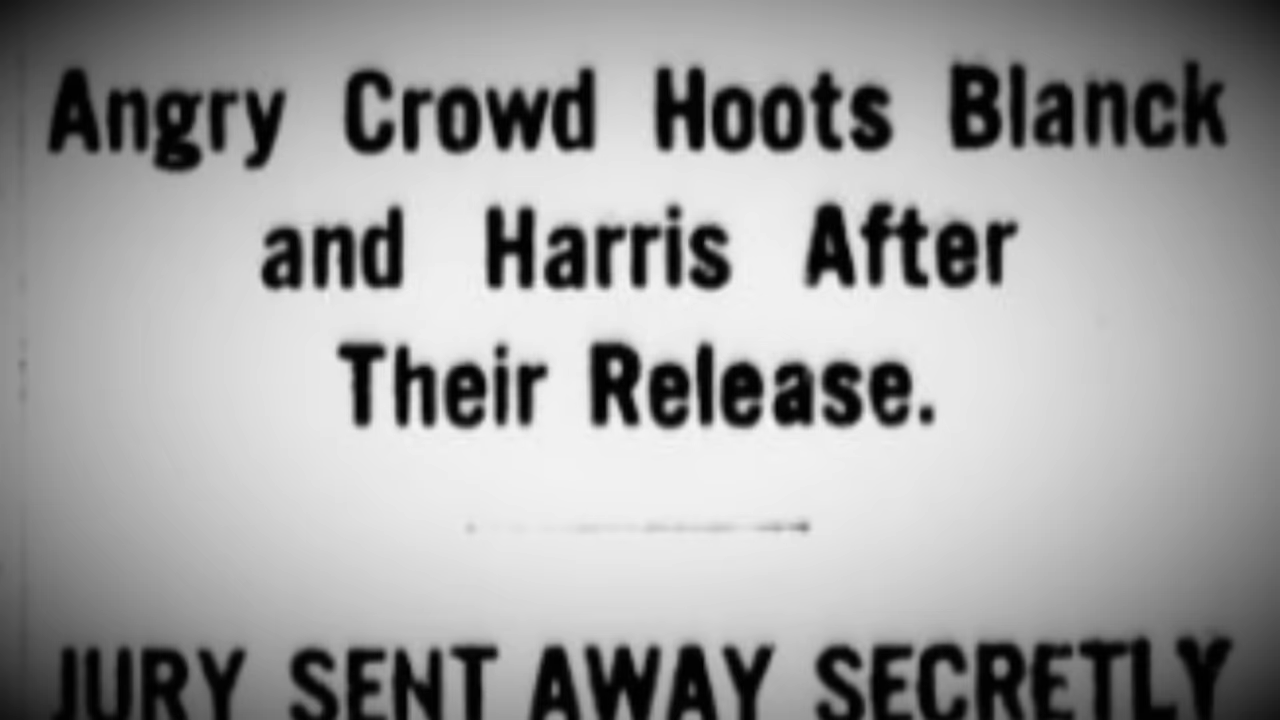 Angry Crowd Hoots Blanck
and Harris After
Their Release.
JURY SENT AWAY SECRETLY